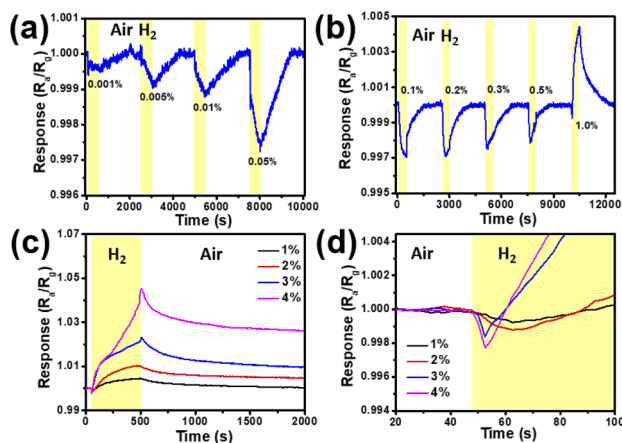 (a)
Air H₂
0.001%
0.005%
0.01%
0.05%
1.001
1.000
0.999
0.998
0.997
0.996
Response (Rₐ/R𝗀)
0 2000 4000 6000 8000 10000
Time (s)
(b)
Air H₂
0.1%
0.2%
0.3%
0.5%
1.0%
1.005
1.003
1.000
0.997
0.995
Response (Rₐ/R𝗀)
0 3000 6000 9000 12000
Time (s)
(c)
H₂
Air
1%
2%
3%
4%
1.07
1.05
1.03
1.01
0.99
Response (Rₐ/R𝗀)
0 500 1000 1500 2000
Time (s)
(d)
Air
H₂
1%
2%
3%
4%
1.004
1.002
1.000
0.998
0.996
0.994
Response (Rₐ/R𝗀)
20 40 60 80 100
Time (s)